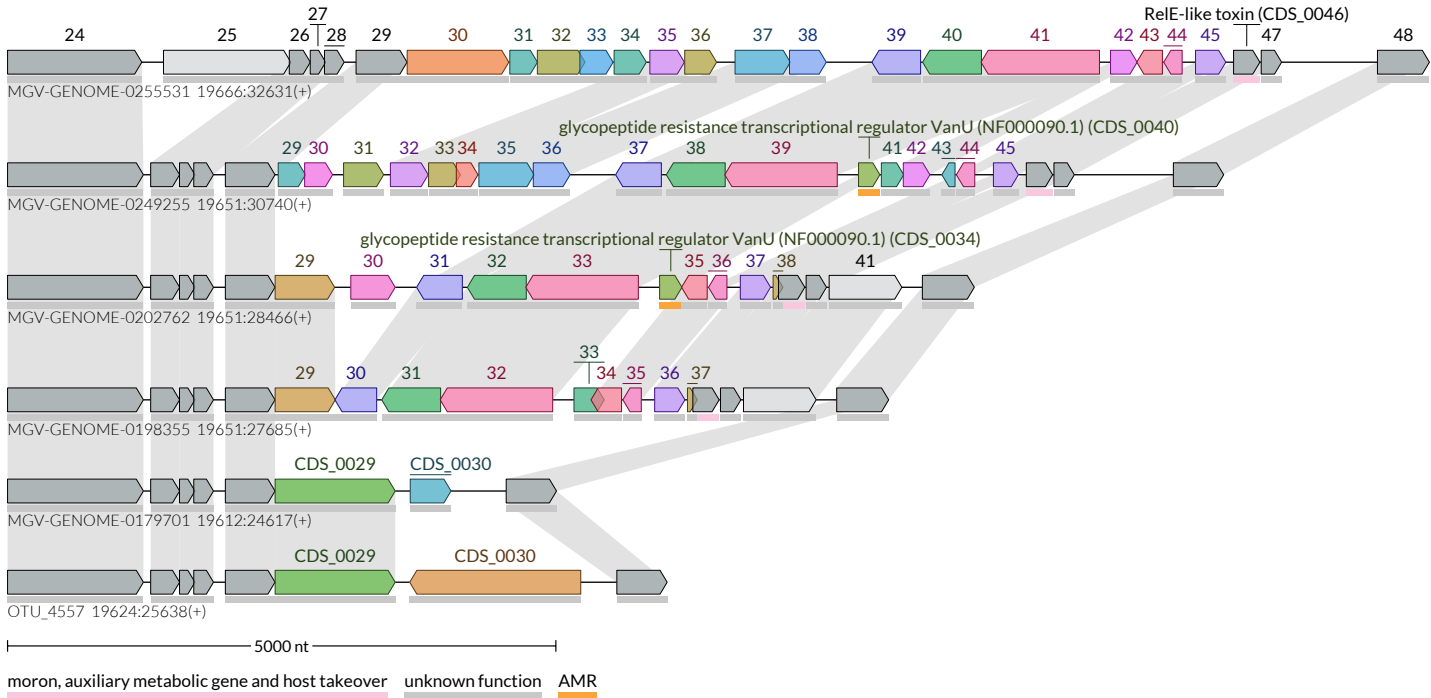 27 RelE-like toxin (CDS_0046)
24 25 26 28 29 30 31 32 33 34 35 36 37 38 39 40 41 42 43 44 45 47 48
MGV-GENOME-0255531 19666:32631(+)
glycopeptide resistance transcriptional regulator VanU (NF000090.1) (CDS_0040)
29 30 31 32 33 34 35 36 37 38 39 41 42 43 44 45
MGV-GENOME-0249255 19651:30740(+)
glycopeptide resistance transcriptional regulator VanU (NF000090.1) (CDS_0034)
29 30 31 32 33 35 36 37 38 41
MGV-GENOME-0202762 19651:28466(+)
33
29 30 31 32 34 35 36 37
MGV-GENOME-0198355 19651:27685(+)
CDS_0029 CDS_0030
MGV-GENOME-0179701 19612:24617(+)
CDS_0029 CDS_0030
OTU_4557 19624:25638(+)
5000 nt
moron, auxiliary metabolic gene and host takeover unknown function AMR